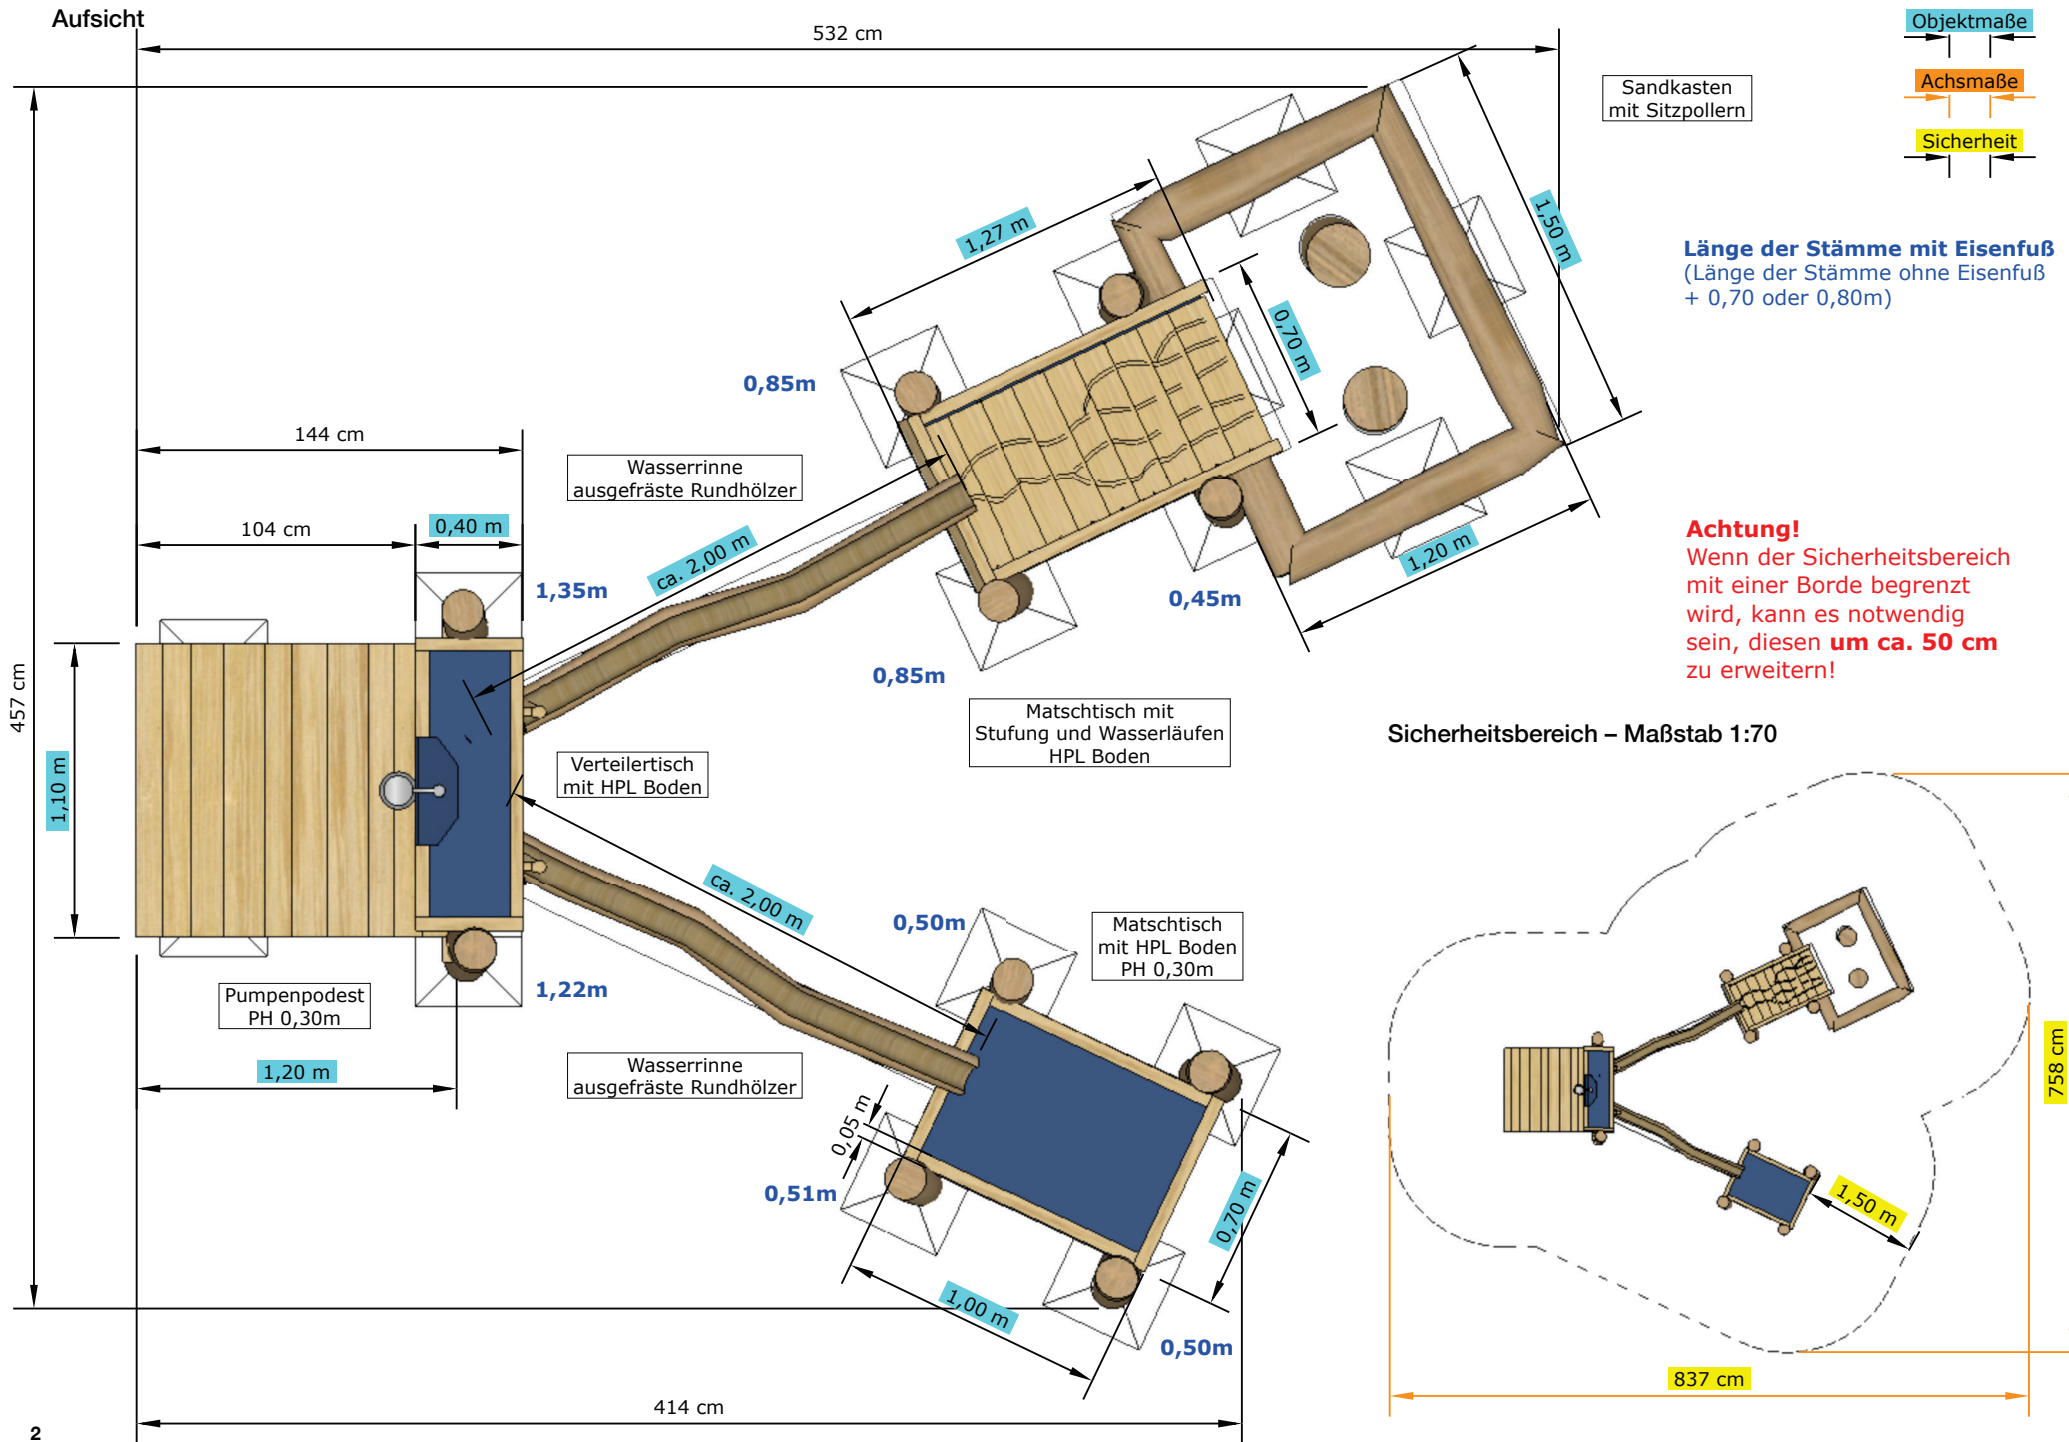 Aufsicht
532 cm
Objektmaße
Achsmaße
Sicherheit
Sandkasten
mit Sitzpollern
1,27 m
1,50 m
0,70 m
Länge der Stämme mit Eisenfuß
(Länge der Stämme ohne Eisenfuß
+ 0,70 oder 0,80m)
0,85m
144 cm
Wasserrinne
ausgefräste Rundhölzer
104 cm
0,40 m
ca. 2,00 m
1,20 m
1,35m
0,45m
0,85m
Achtung!
Wenn der Sicherheitsbereich
mit einer Borde begrenzt
wird, kann es notwendig
sein, diesen um ca. 50 cm
zu erweitern!
457 cm
1,10 m
Matschtisch mit
Stufung und Wasserläufen
HPL Boden
Verteilertisch
mit HPL Boden
Sicherheitsbereich – Maßstab 1:70
ca. 2,00 m
0,50m
Matschtisch
mit HPL Boden
PH 0,30m
Pumpenpodest
PH 0,30m
1,22m
1,20 m
Wasserrinne
ausgefräste Rundhölzer
0,05 m
0,51m
0,70 m
1,00 m
0,50m
414 cm
758 cm
1,50 m
837 cm
2